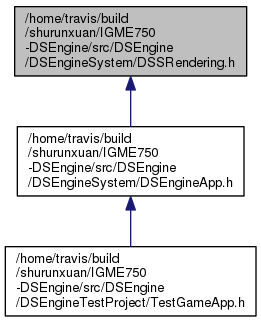 /home/travis/build
/shurunxuan/IGME750
-DSEngine/src/DSEngine
/DSEngineSystem/DSSRendering.h
/home/travis/build
/shurunxuan/IGME750
-DSEngine/src/DSEngine
/DSEngineSystem/DSEngineApp.h
/home/travis/build
/shurunxuan/IGME750
-DSEngine/src/DSEngine
/DSEngineTestProject/TestGameApp.h